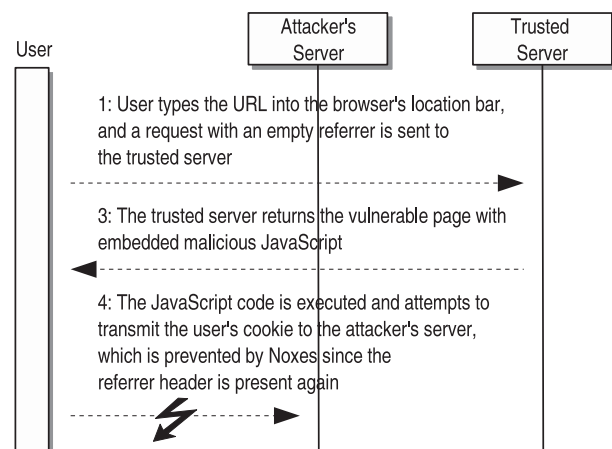 User
Attacker's
Server
Trusted
Server
1: User types the URL into the browser's location bar,
and a request with an empty referrer is sent to
the trusted server
3: The trusted server returns the vulnerable page with
embedded malicious JavaScript
4: The JavaScript code is executed and attempts to
transmit the user's cookie to the attacker's server,
which is prevented by Noxes since the
referrer header is present again